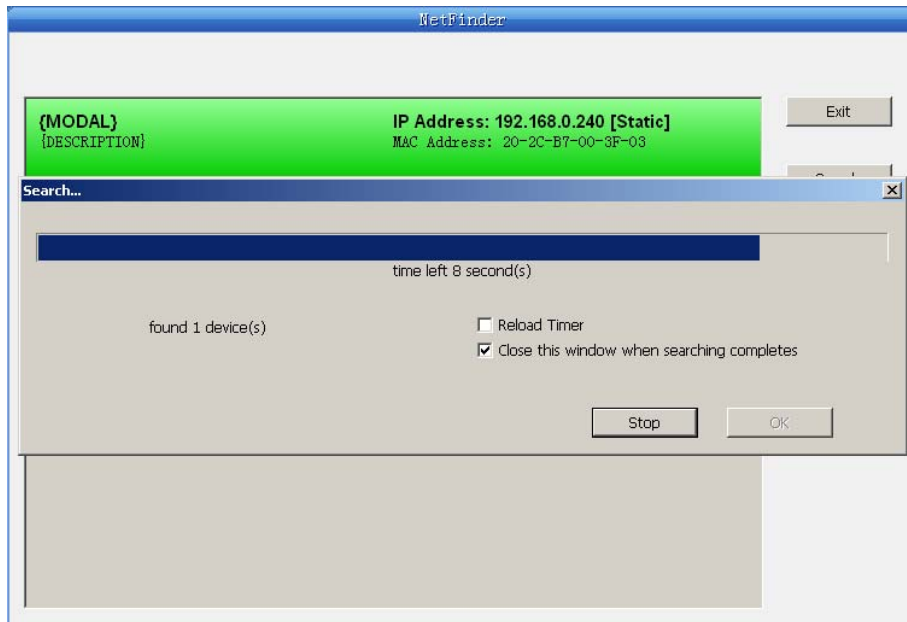 NetFinder
{MODAL} IP Address: 192.168.0.240 [Static] Exit
{DESCRIPTION} MAC Address: 20-2C-B7-00-3F-03
Search...
time left 8 second(s)
found 1 device(s) Reload Timer
Close this window when searching completes
Stop OK